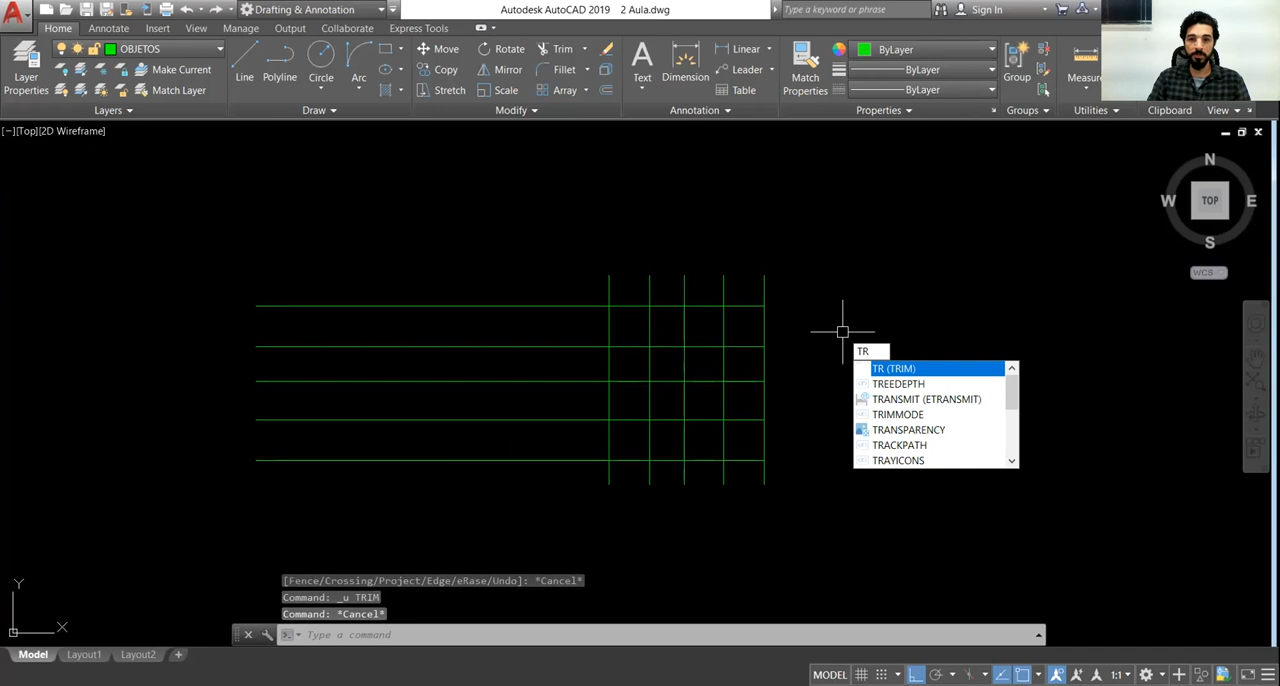 Drafting & Annotation
Autodesk AutoCAD 2019 2 Aula.dwg
Type a keyword or phrase
Sign In
Home Annotate Insert View Manage Output Collaborate Express Tools
Layer Properties
OBJETOS
Make Current
Match Layer
Layers
Line Polyline Circle Arc
Draw
Move Rotate Trim
Copy Mirror Fillet
Stretch Scale Array
Modify
Text Dimension
Linear
Leader
Table
Annotation
Match Properties
ByLayer
ByLayer
ByLayer
Properties
Group
Groups
Measure
Utilities
Clipboard
View
[−][Top][2D Wireframe]
N
W TOP E
S
WCS
TR
TR (TRIM)
TREEDEPTH
TRANSMIT (ETRANSMIT)
TRIMMODE
TRANSPARENCY
TRACKPATH
TRAYICONS
[Fence/Crossing/Project/Edge/eRase/Undo]: *Cancel*
Command: _u TRIM
Command: *Cancel*
Type a command
Y
X
Model Layout1 Layout2 +
MODEL 1:1